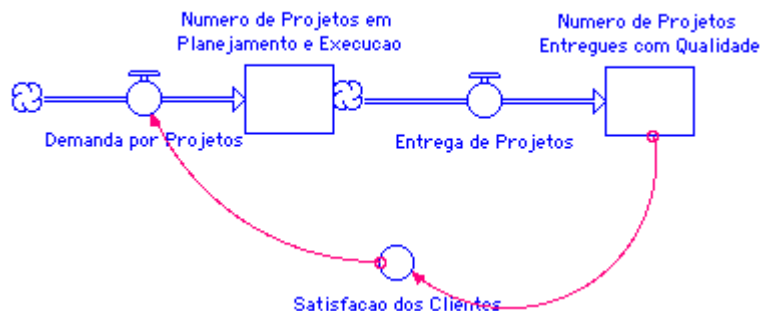 Numero de Projetos em
Planejamento e Execucao
Numero de Projetos
Entregues com Qualidade
Demanda por Projetos
Entrega de Projetos
Satisfacao dos Clientes